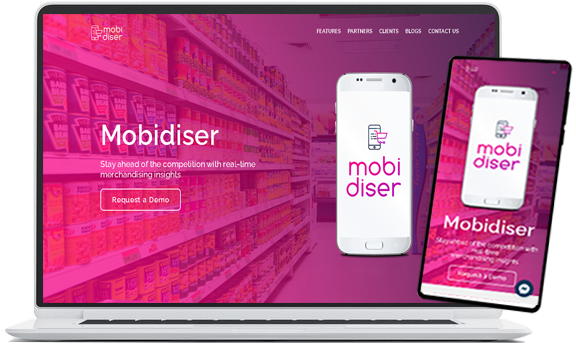 mobi
diser
FEATURES PARTNERS CLIENTS BLOGS CONTACT US
Mobidiser
Stay ahead of the competition with real-time
merchandising insights
Request a Demo
mobi
diser
mobi
diser
Mobidiser
Stay ahead of the competition with
real-time
merchandising insights
Request a Demo